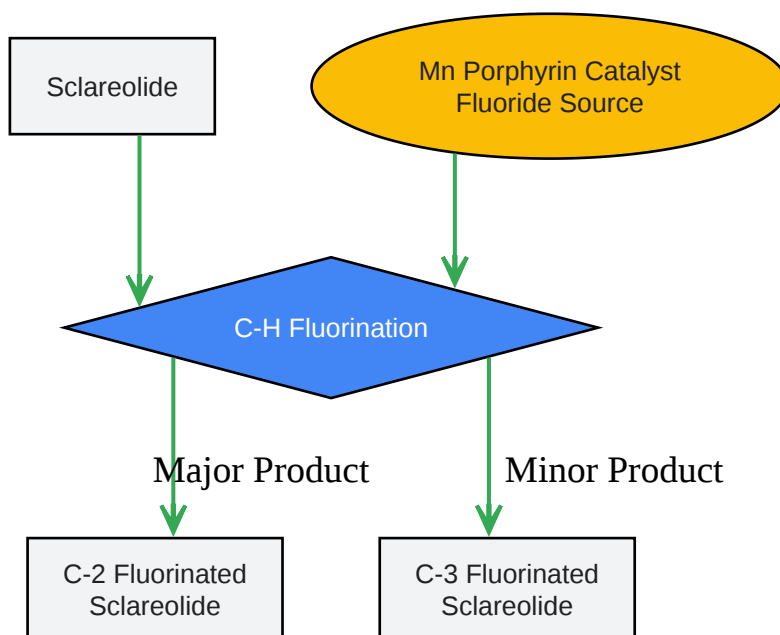 Sclareolide
Mn Porphyrin Catalyst
Fluoride Source
C-H Fluorination
Major Product
Minor Product
C-2 Fluorinated
Sclareolide
C-3 Fluorinated
Sclareolide